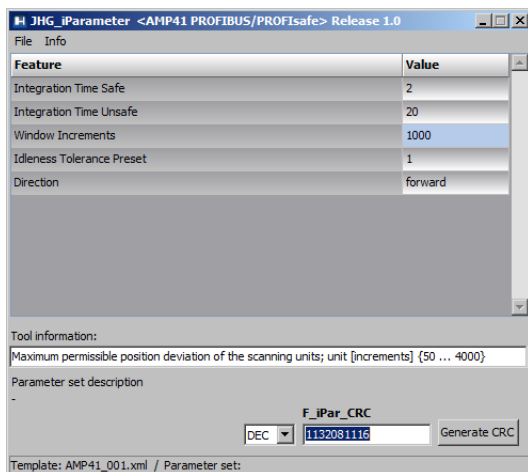 JHG_iParameter <AMP41 PROFIBUS/PROFIsafe> Release 1.0
File Info
Feature Value
Integration Time Safe 2
Integration Time Unsafe 20
Window Increments 1000
Idleness Tolerance Preset 1
Direction forward
Tool information:
Maximum permissible position deviation of the scanning units; unit [increments] {50 ... 4000}
Parameter set description
-
F_iPar_CRC
DEC 1132081116 Generate CRC
Template: AMP41_001.xml / Parameter set: